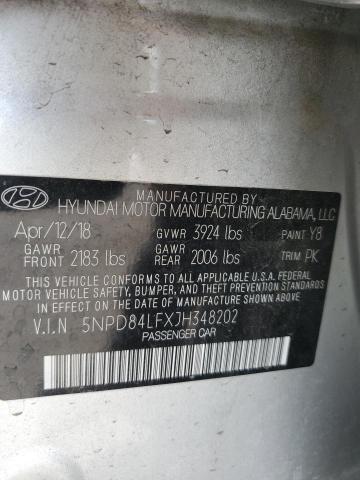 MANUFACTURED BY
HYUNDAI MOTOR MANUFACTURING ALABAMA, LLC
Apr/12/18 GVWR 3924 lbs PAINT Y8
GAWR FRONT 2183 lbs GAWR REAR 2006 lbs TRIM PK
THIS VEHICLE CONFORMS TO ALL APPLICABLE U.S. FEDERAL
MOTOR VEHICLE SAFETY, BUMPER, AND THEFT PREVENTION
STANDARDS IN EFFECT ON THE DATE OF MANUFACTURE SHOWN ABOVE.
V.I.N 5NPD84LFXJH348202
PASSENGER CAR